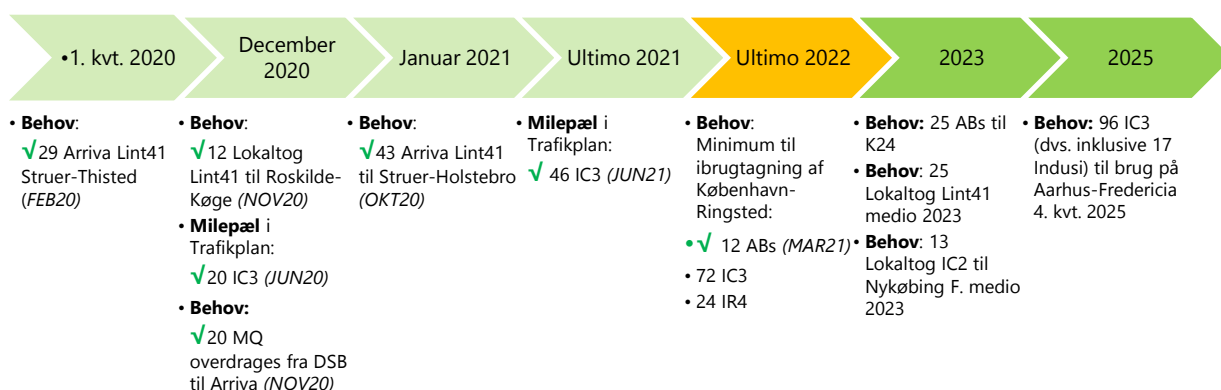 •1. kvt. 2020
December
2020
Januar 2021
Ultimo 2021
Ultimo 2022
2023
2025
• Behov:
√29 Arriva Lint41
Struer-Thisted
(FEB20)
• Behov:
√12 Lokaltog
Lint41 til Roskilde-
Køge (NOV20)
• Milepæl i
Trafikplan:
√20 IC3 (JUN20)
• Behov:
√20 MQ
overdrages fra DSB
til Arriva (NOV20)
• Behov:
√43 Arriva Lint41
til Struer-Holstebro
(OKT20)
• Milepæl i
Trafikplan:
√ 46 IC3 (JUN21)
• Behov:
Minimum til
ibrugtagning af
København-
Ringsted:
•√ 12 ABs (MAR21)
• 72 IC3
• 24 IR4
• Behov: 25 ABs til
K24
• Behov: 25
Lokaltog Lint41
medio 2023
• Behov: 13
Lokaltog IC2 til
Nykøbing F. medio
2023
• Behov: 96 IC3
(dvs. inklusive 17
Indusi) til brug på
Aarhus-Fredericia
4. kvt. 2025